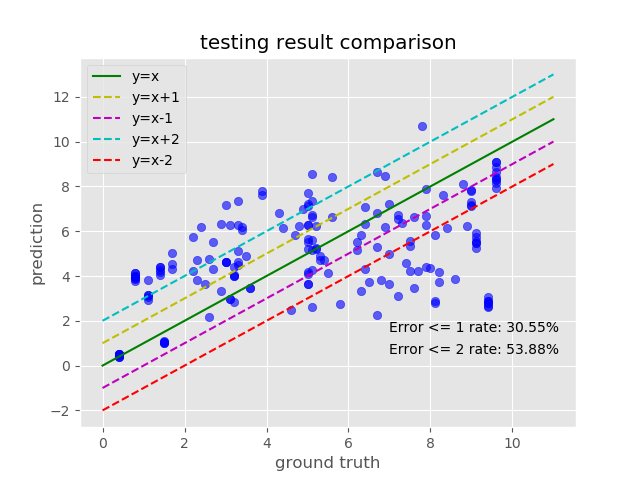 testing result comparison
y=x
y=x+1
y=x-1
y=x+2
y=x-2
12
10
8
6
4
2
0
−2
prediction
Error <= 1 rate: 30.55%
Error <= 2 rate: 53.88%
0 2 4 6 8 10
ground truth